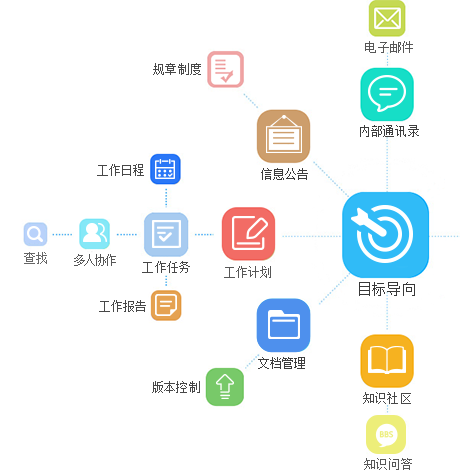 电子邮件
规章制度
内部通讯录
信息公告
工作日程
查找
多人协作
工作任务
工作计划
目标导向
工作报告
文档管理
版本控制
知识社区
BBS
知识问答